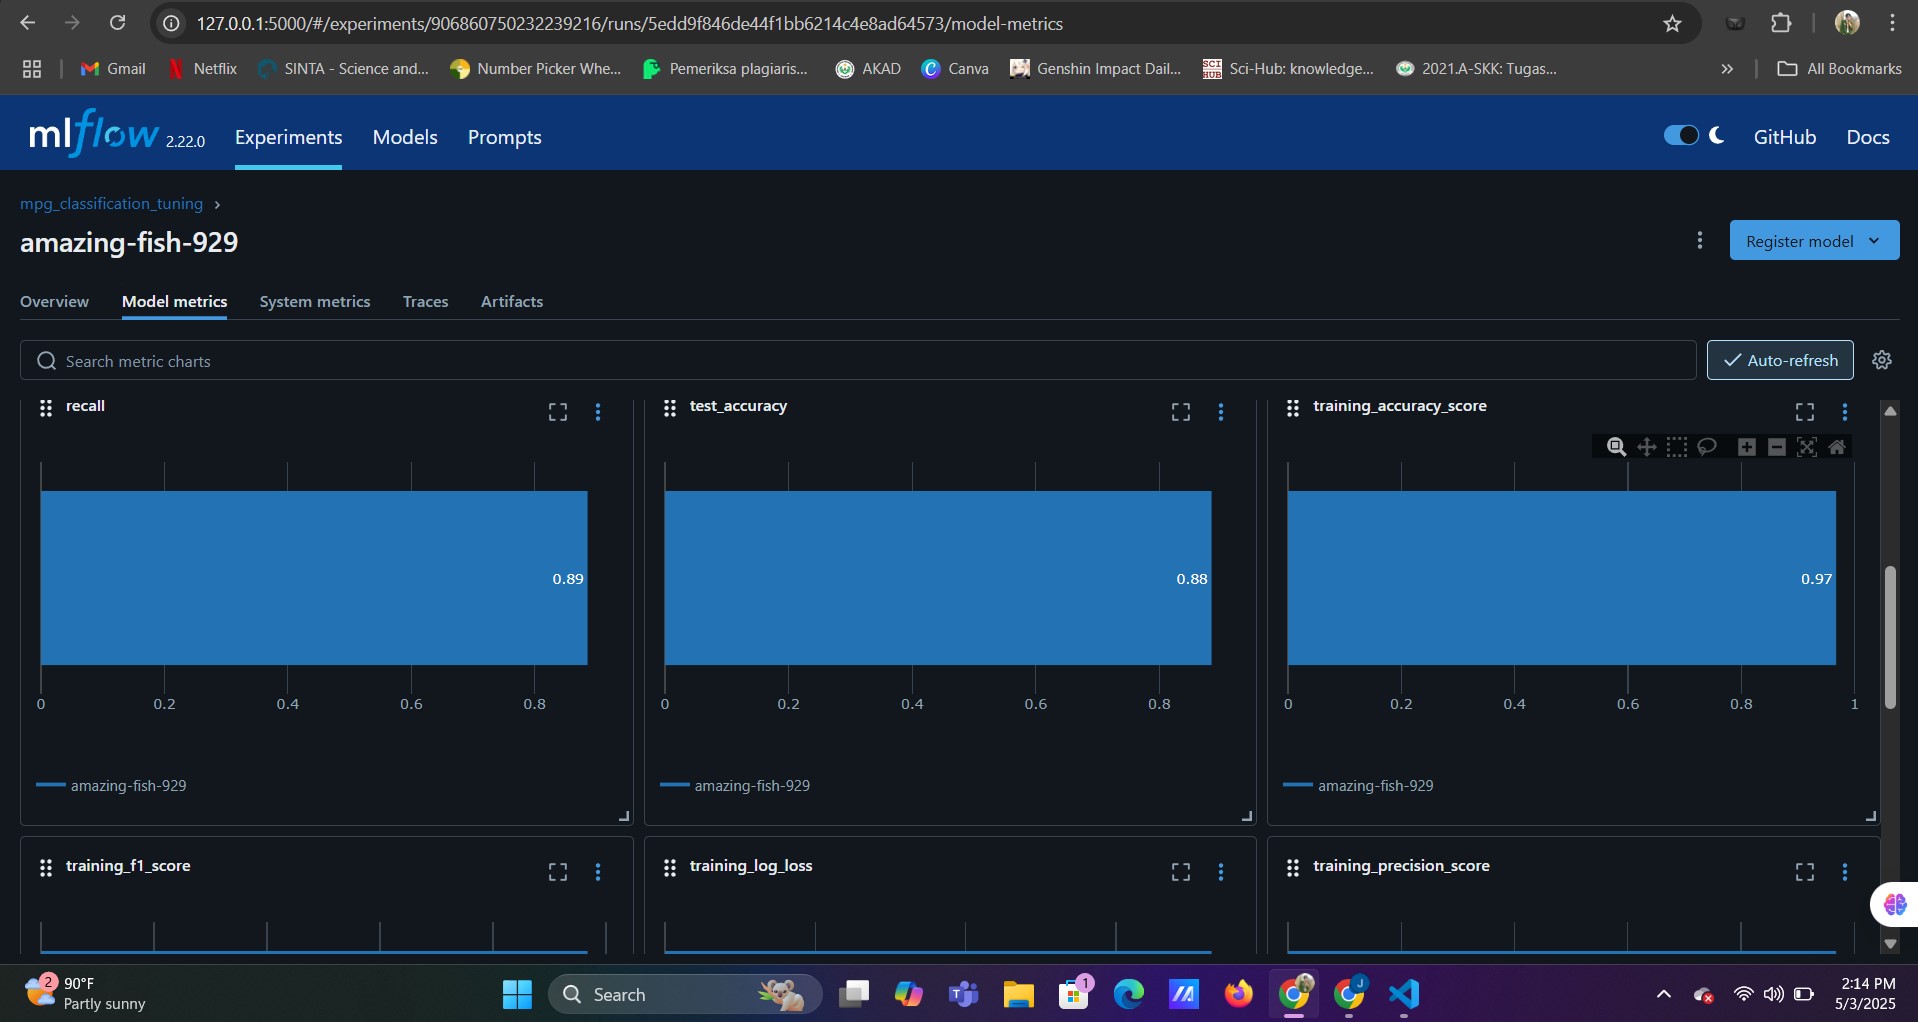 127.0.0.1:5000/#/experiments/906860750232239216/runs/5edd9f846de44f1bb6214c4e8ad64573/model-metrics
Gmail Netflix SINTA - Science and... Number Picker Whe... Pemeriksa plagiaris... AKAD Canva Genshin Impact Dail... SCI HUB Sci-Hub: knowledge... 2021.A-SKK: Tugas... » All Bookmarks
mlflow 2.22.0 Experiments Models Prompts GitHub Docs
mpg_classification_tuning >
amazing-fish-929 Register model
Overview Model metrics System metrics Traces Artifacts
Search metric charts Auto-refresh
recall test_accuracy training_accuracy_score
0.89 0.88 0.97
0 0.2 0.4 0.6 0.8 0 0.2 0.4 0.6 0.8 0 0.2 0.4 0.6 0.8 1
amazing-fish-929 amazing-fish-929 amazing-fish-929
training_f1_score training_log_loss training_precision_score
2 90°F Search 1 J 2:14 PM
Partly sunny 5/3/2025